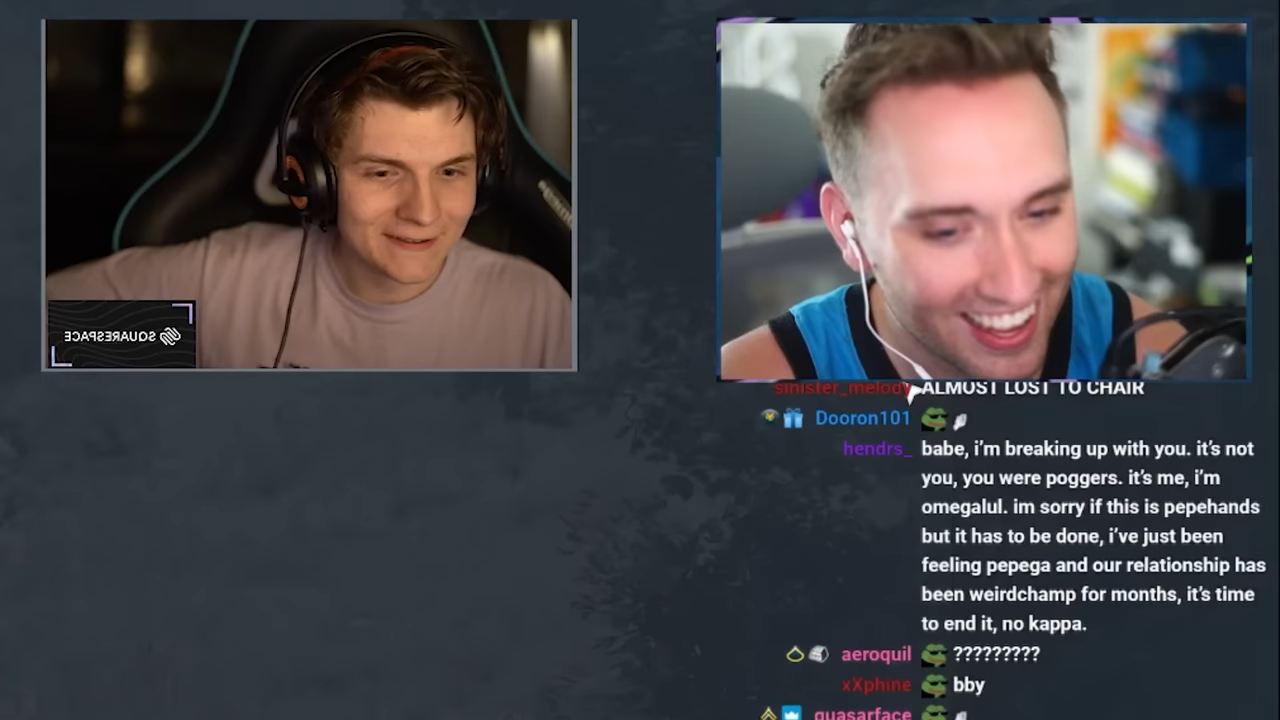 SQUARESPACE
sinister_melody ALMOST LOST TO CHAIR
Dooron101
hendrs_ babe, i'm breaking up with you. it's not
you, you were poggers. it's me, i'm
omegalul. im sorry if this is pepehands
but it has to be done, i've just been
feeling pepega and our relationship has
been weirdchamp for months, it's time
to end it, no kappa.
aeroquil ?????????
xXphine bby
quasarface